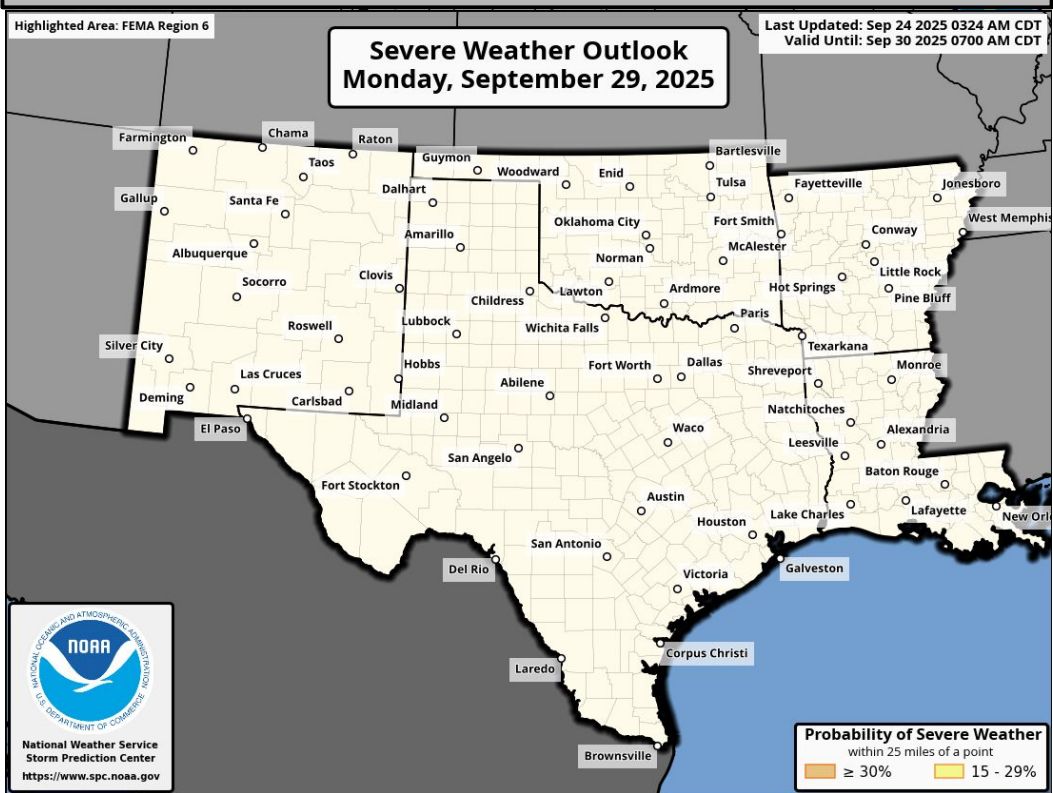 Highlighted Area: FEMA Region 6
Last Updated: Sep 24 2025 0324 AM CDT
Valid Until: Sep 30 2025 0700 AM CDT
Severe Weather Outlook
Monday, September 29, 2025
Farmington
Chama
Raton
Taos
Guymon
Woodward
Enid
Bartlesville
Tulsa
Fayetteville
Jonesboro
Gallup
Santa Fe
Dalhart
Oklahoma City
Fort Smith
West Memphis
Albuquerque
Amarillo
Norman
McAlester
Conway
Socorro
Clovis
Childress
Lawton
Ardmore
Hot Springs
Little Rock
Pine Bluff
Roswell
Lubbock
Wichita Falls
Paris
Texarkana
Silver City
Las Cruces
Hobbs
Fort Worth
Dallas
Shreveport
Monroe
Deming
Carlsbad
Midland
Abilene
Natchitoches
El Paso
Waco
Leesville
Alexandria
San Angelo
Fort Stockton
Baton Rouge
Austin
Houston
Lake Charles
Lafayette
New Orl
San Antonio
Del Rio
Galveston
Victoria
Laredo
Corpus Christi
Brownsville
NATIONAL OCEANIC AND ATMOSPHERIC ADMINISTRATION
NOAA
U.S. DEPARTMENT OF COMMERCE
National Weather Service
Storm Prediction Center
https://www.spc.noaa.gov
Probability of Severe Weather
within 25 miles of a point
≥ 30%
15 - 29%